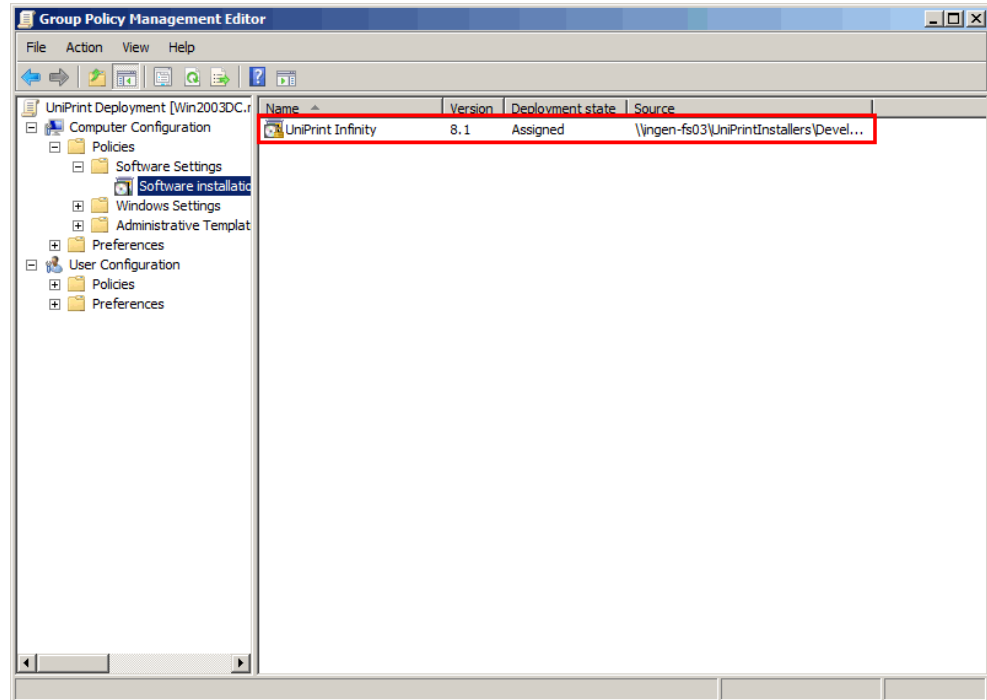 Group Policy Management Editor
File Action View Help
UniPrint Deployment [Win2003DC.r
Computer Configuration
Policies
Software Settings
Software installatio
Windows Settings
Administrative Templat
Preferences
User Configuration
Policies
Preferences
Name Version Deployment state Source
UniPrint Infinity 8.1 Assigned \\ingen-fs03\UniPrintInstallers\Devel...